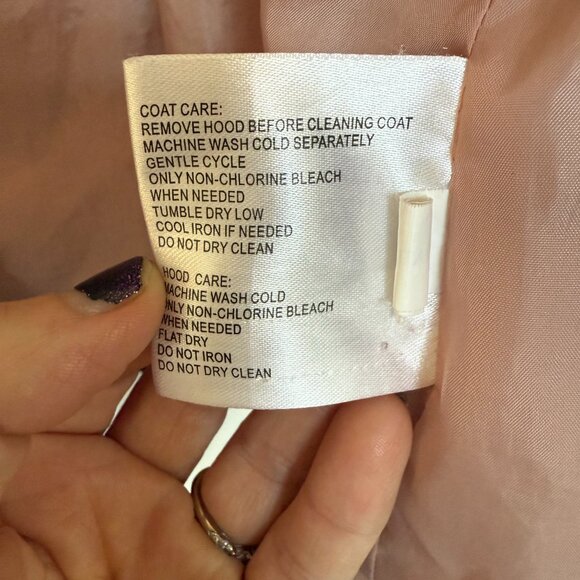 COAT CARE:
REMOVE HOOD BEFORE CLEANING COAT
MACHINE WASH COLD SEPARATELY
GENTLE CYCLE
ONLY NON-CHLORINE BLEACH
WHEN NEEDED
TUMBLE DRY LOW
COOL IRON IF NEEDED
DO NOT DRY CLEAN
HOOD CARE:
MACHINE WASH COLD
ONLY NON-CHLORINE BLEACH
WHEN NEEDED
FLAT DRY
DO NOT IRON
DO NOT DRY CLEAN